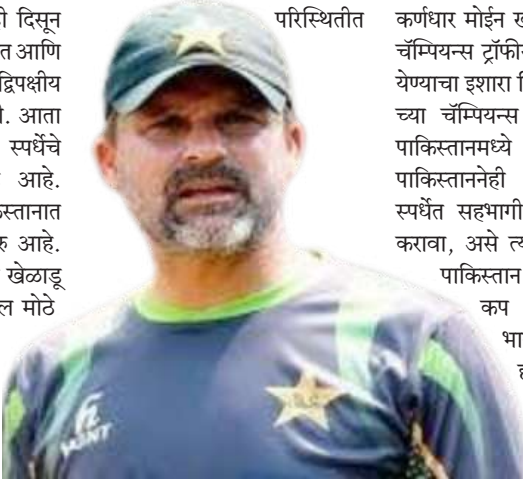 दिसून
त आणि
द्विपक्षीय
. आता
स्पर्धेचे
आहे.
स्तानात
रु आहे.
खेळाडू
ल मोठे
परिस्थितीत
कर्णधार मोईन ख
चॅम्पियन्स ट्रॉफी
येण्याचा इशारा
च्या चॅम्पियन्स
पाकिस्तानमध्ये
पाकिस्ताननेही
स्पर्धेत सहभागी
करावा, असे त्य
पाकिस्तान
कप
भा